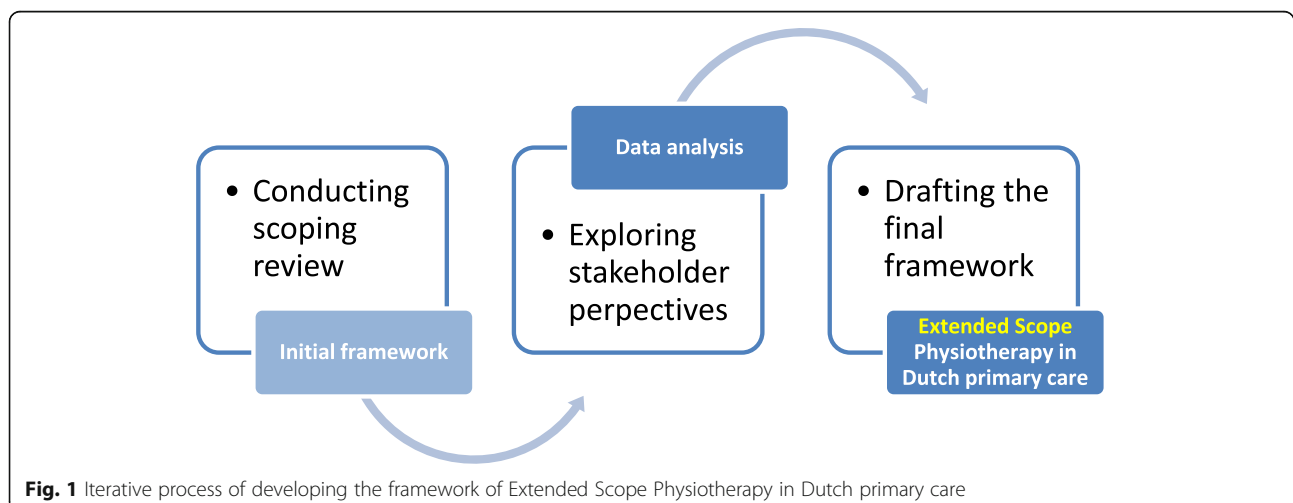 • Conducting
scoping
review
Initial framework
Data analysis
• Exploring
stakeholder
perpectives
• Drafting the
final
framework
Extended Scope
Physiotherapy in
Dutch primary care
Fig. 1 Iterative process of developing the framework of Extended Scope Physiotherapy in Dutch primary care